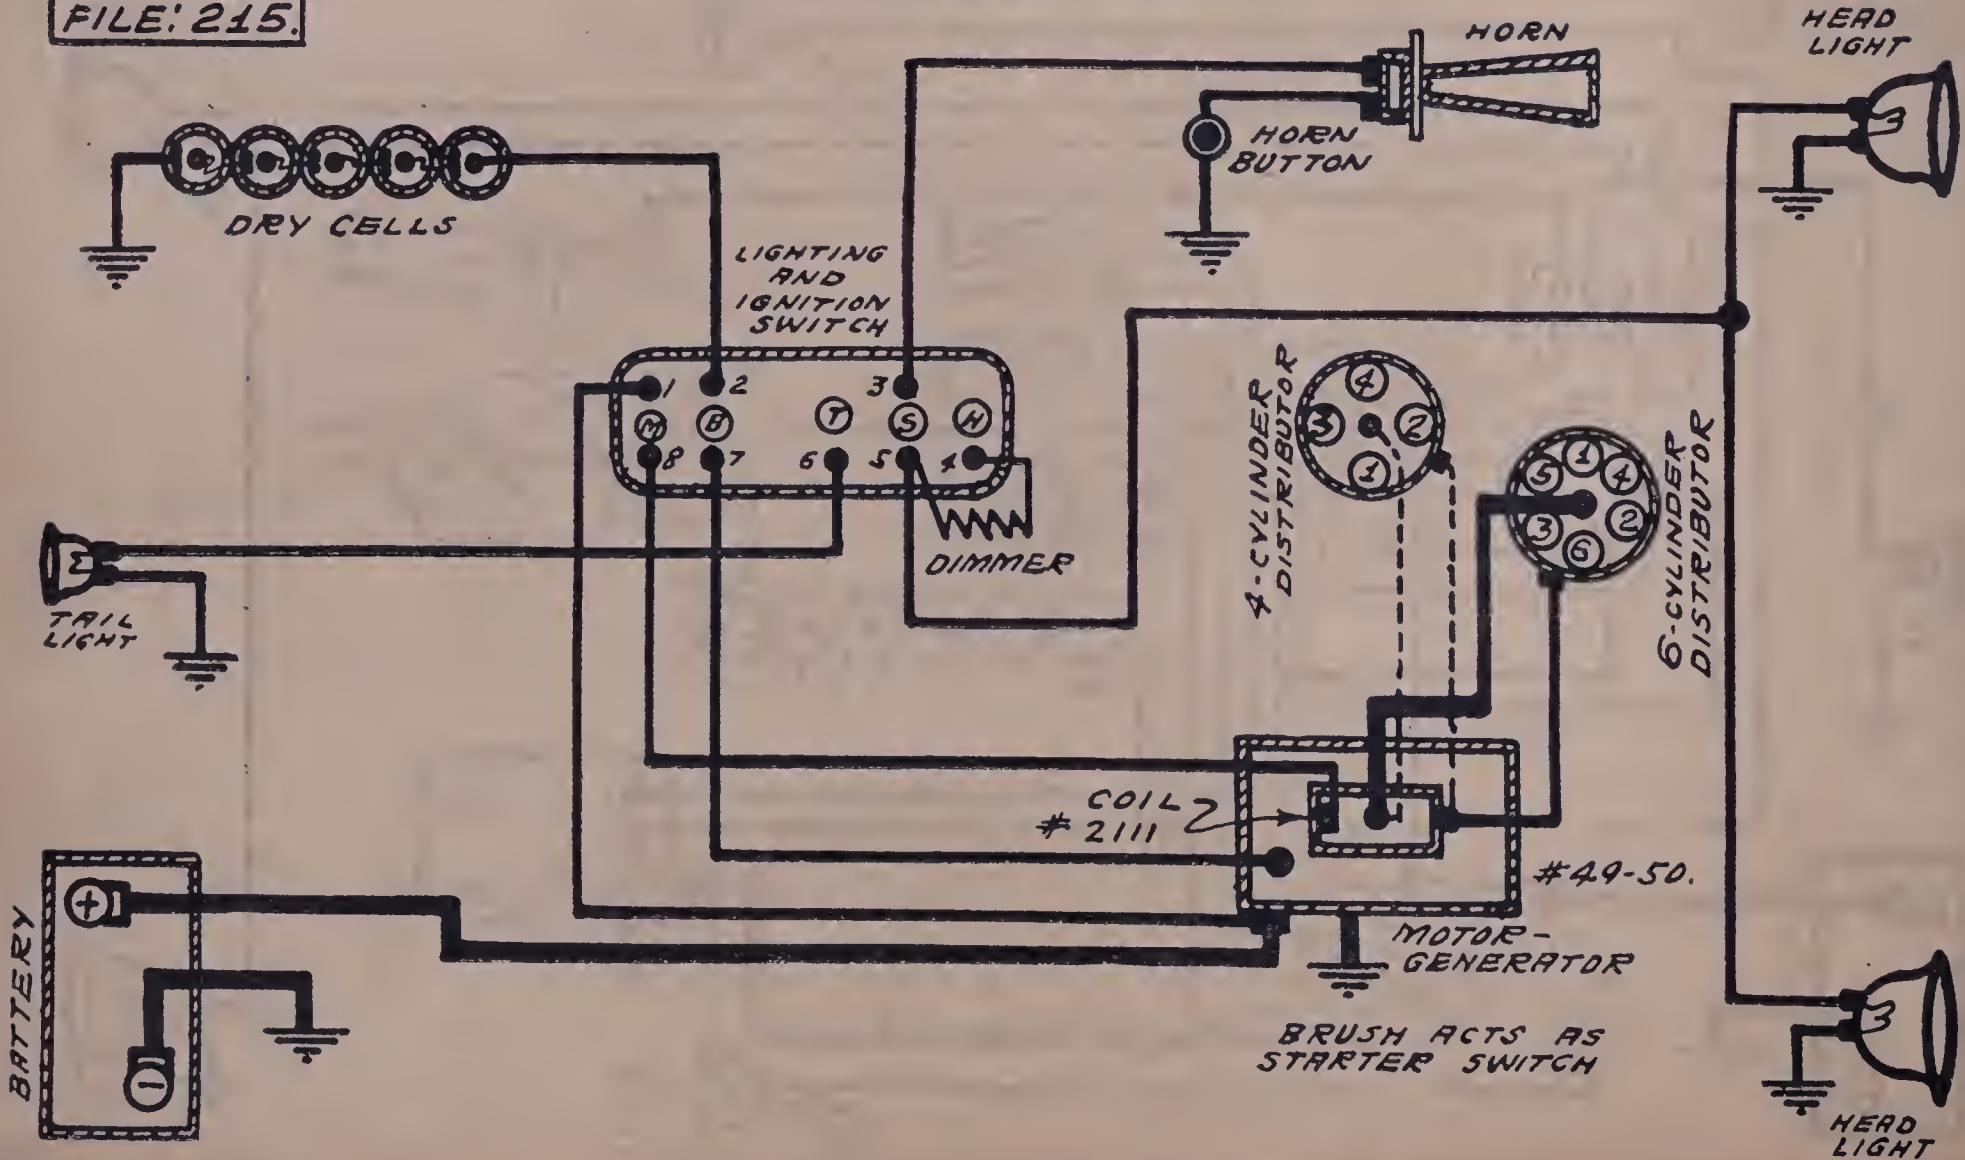 FILE: 215.
HORN
HEAD
LIGHT
HORN
BUTTON
DRY CELLS
LIGHTING
AND
IGNITION
SWITCH
1 2 3
M B T S H
8 7 6 5 4
DIMMER
4-CYLINDER
DISTRIBUTOR
4
3 2
1
6-CYLINDER
DISTRIBUTOR
1
5 4
3 2
6
TAIL
LIGHT
COIL
# 2111
#49-50.
MOTOR-
GENERATOR
BATTERY
+
-
BRUSH ACTS AS
STARTER SWITCH
HEAD
LIGHT